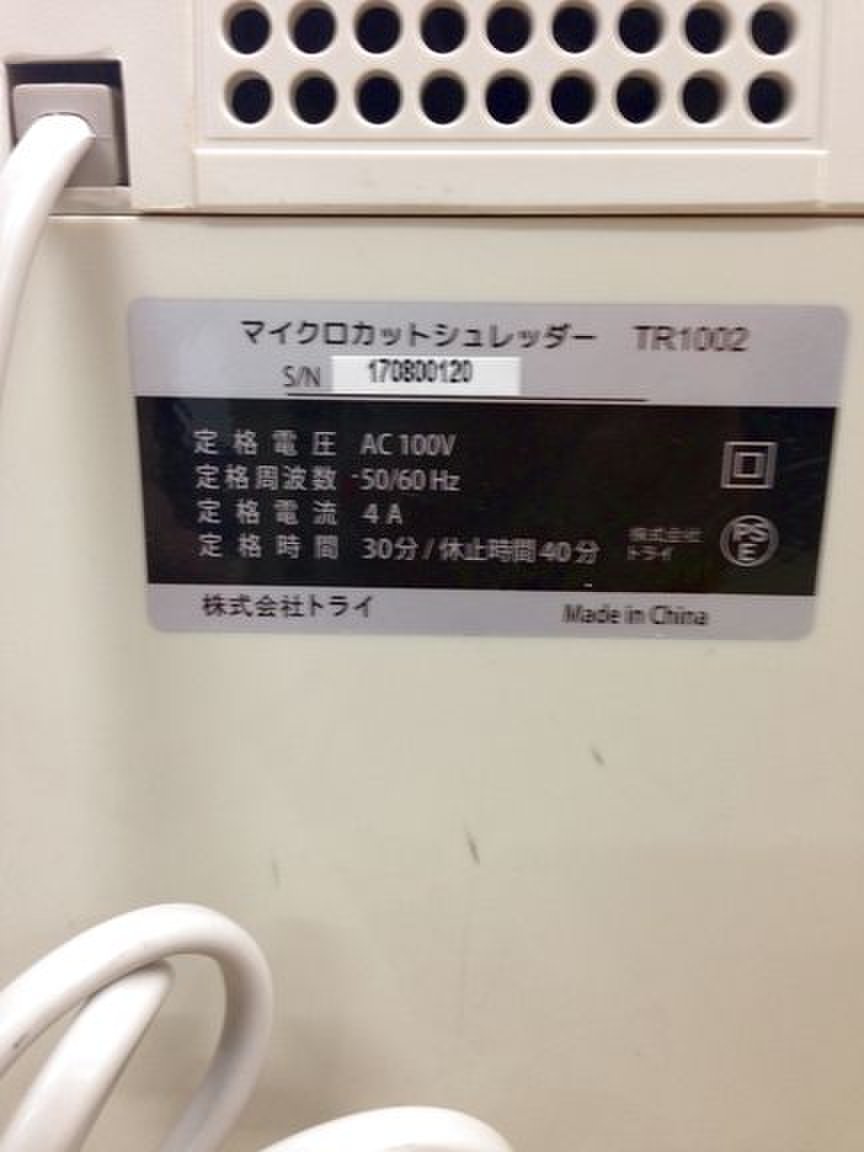 マイクロカットシュレッダー TR1002
S/N 170800120
定格電圧 AC 100V
定格周波数 50/60 Hz
定格電流 4 A
定格時間 30分 / 休止時間 40分
株式会社
トライ
PS
E
株式会社トライ Made in China